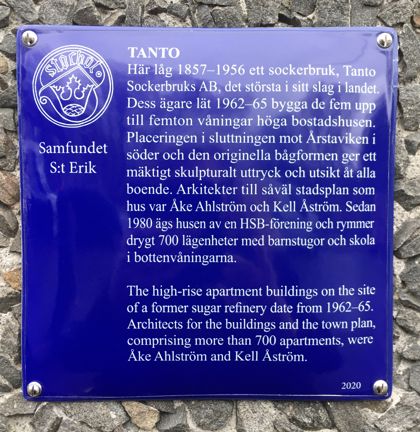 stockholm
Samfundet
S:t Erik
TANTO
Här låg 1857–1956 ett sockerbruk, Tanto
Sockerbruks AB, det största i sitt slag i landet.
Dess ägare lät 1962–65 bygga de fem upp
till femton våningar höga bostadshusen.
Placeringen i sluttningen mot Årstaviken i
söder och den originella bågformen ger ett
mäktigt skulpturalt uttryck och utsikt åt alla
boende. Arkitekter till såväl stadsplan som
hus var Åke Ahlström och Kell Åström. Sedan
1980 ägs husen av en HSB-förening och rymmer
drygt 700 lägenheter med barnstugor och skola
i bottenvåningarna.
The high-rise apartment buildings on the site
of a former sugar refinery date from 1962–65.
Architects for the buildings and the town plan,
comprising more than 700 apartments, were
Åke Ahlström and Kell Åström.
2020